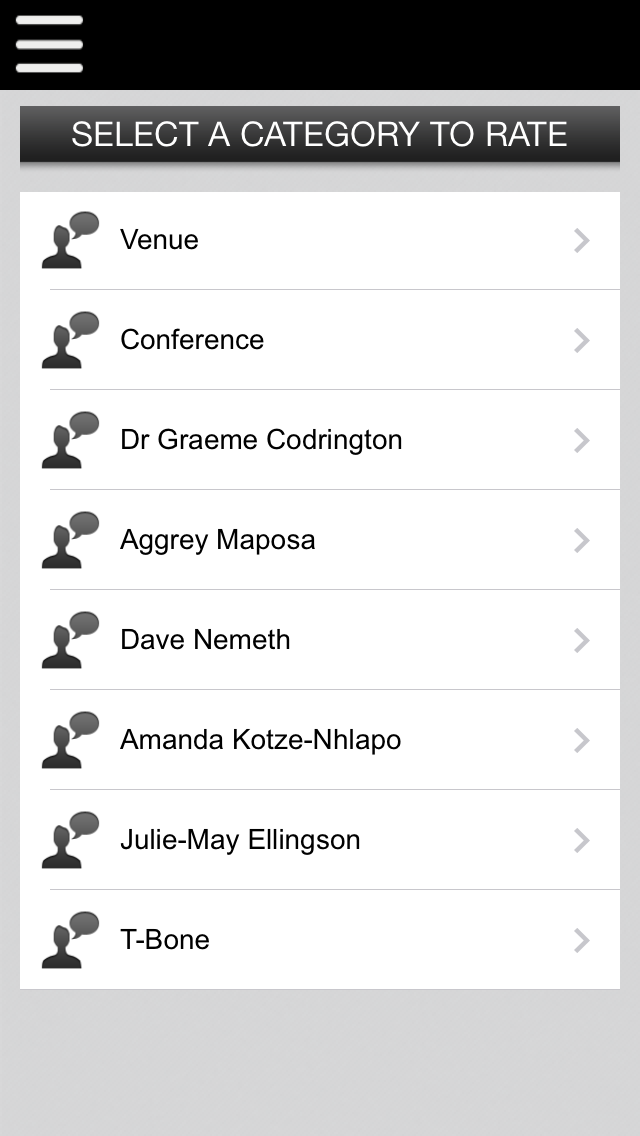 SELECT A CATEGORY TO RATE
Venue
Conference
Dr Graeme Codrington
Aggrey Maposa
Dave Nemeth
Amanda Kotze-Nhlapo
Julie-May Ellingson
T-Bone